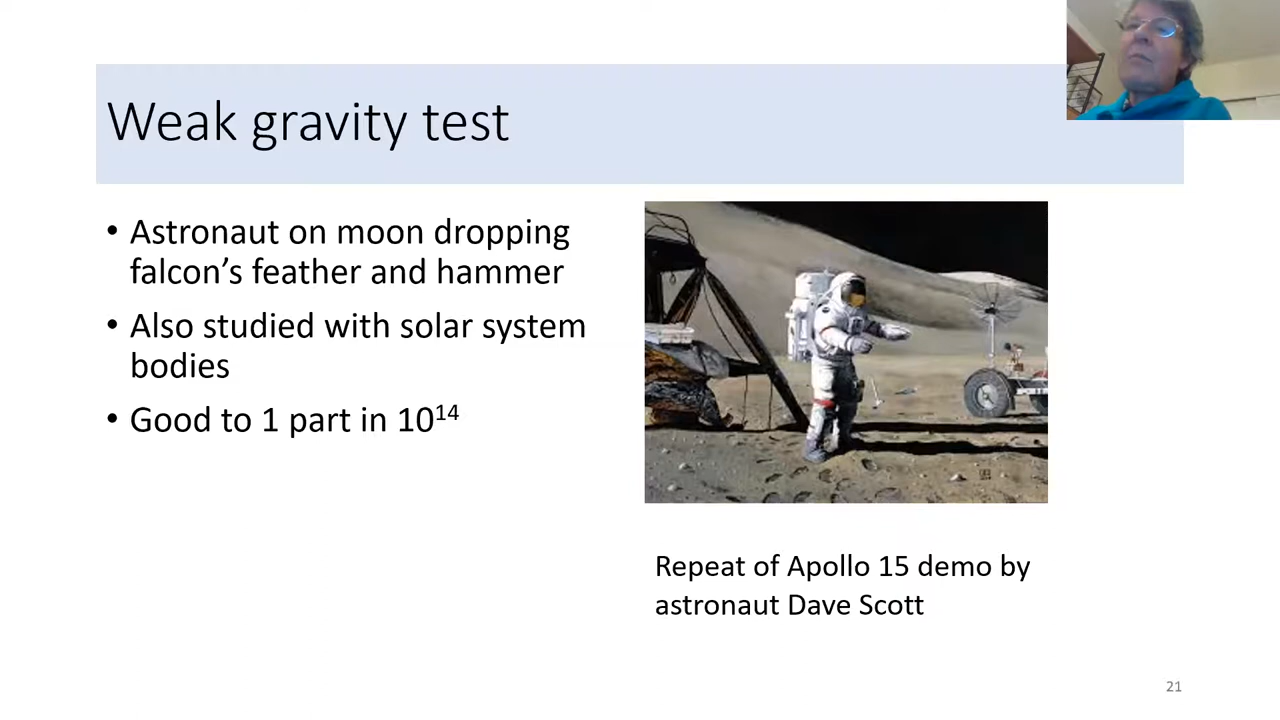 Weak gravity test
• Astronaut on moon dropping
falcon's feather and hammer
• Also studied with solar system
bodies
• Good to 1 part in 10¹⁴
Repeat of Apollo 15 demo by
astronaut Dave Scott
21